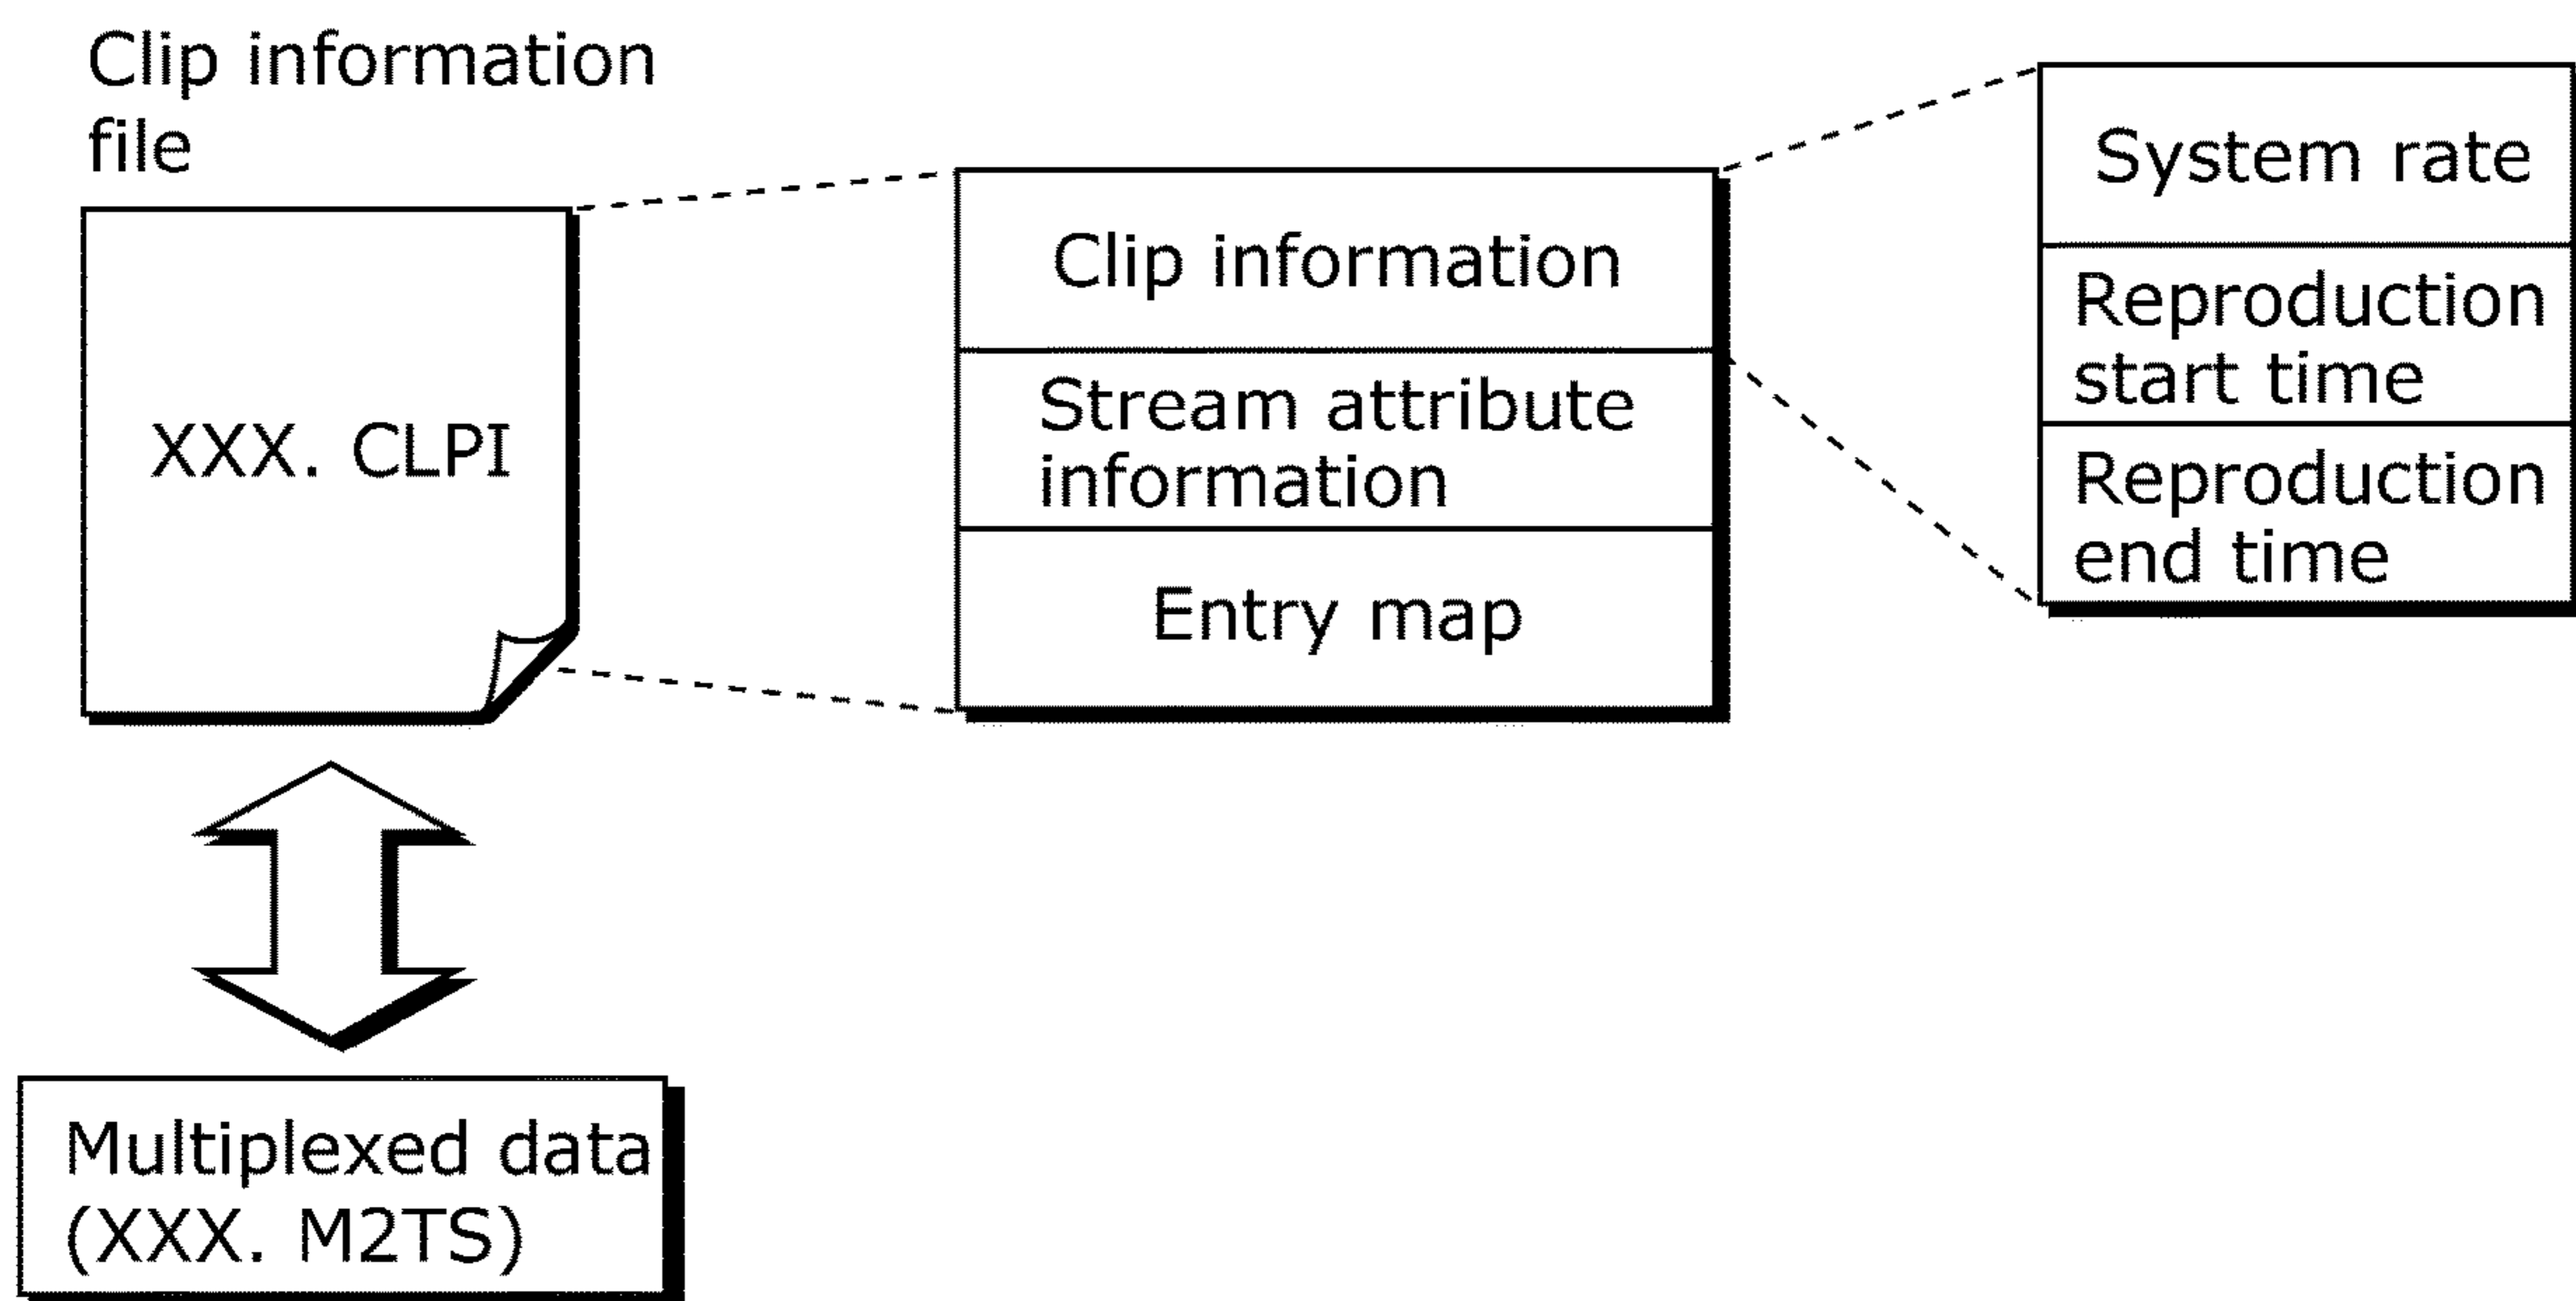 Clip information
file
XXX. CLPI
Multiplexed data
(XXX. M2TS)
Clip information
Stream attribute
information
Entry map
System rate
Reproduction
start time
Reproduction
end time